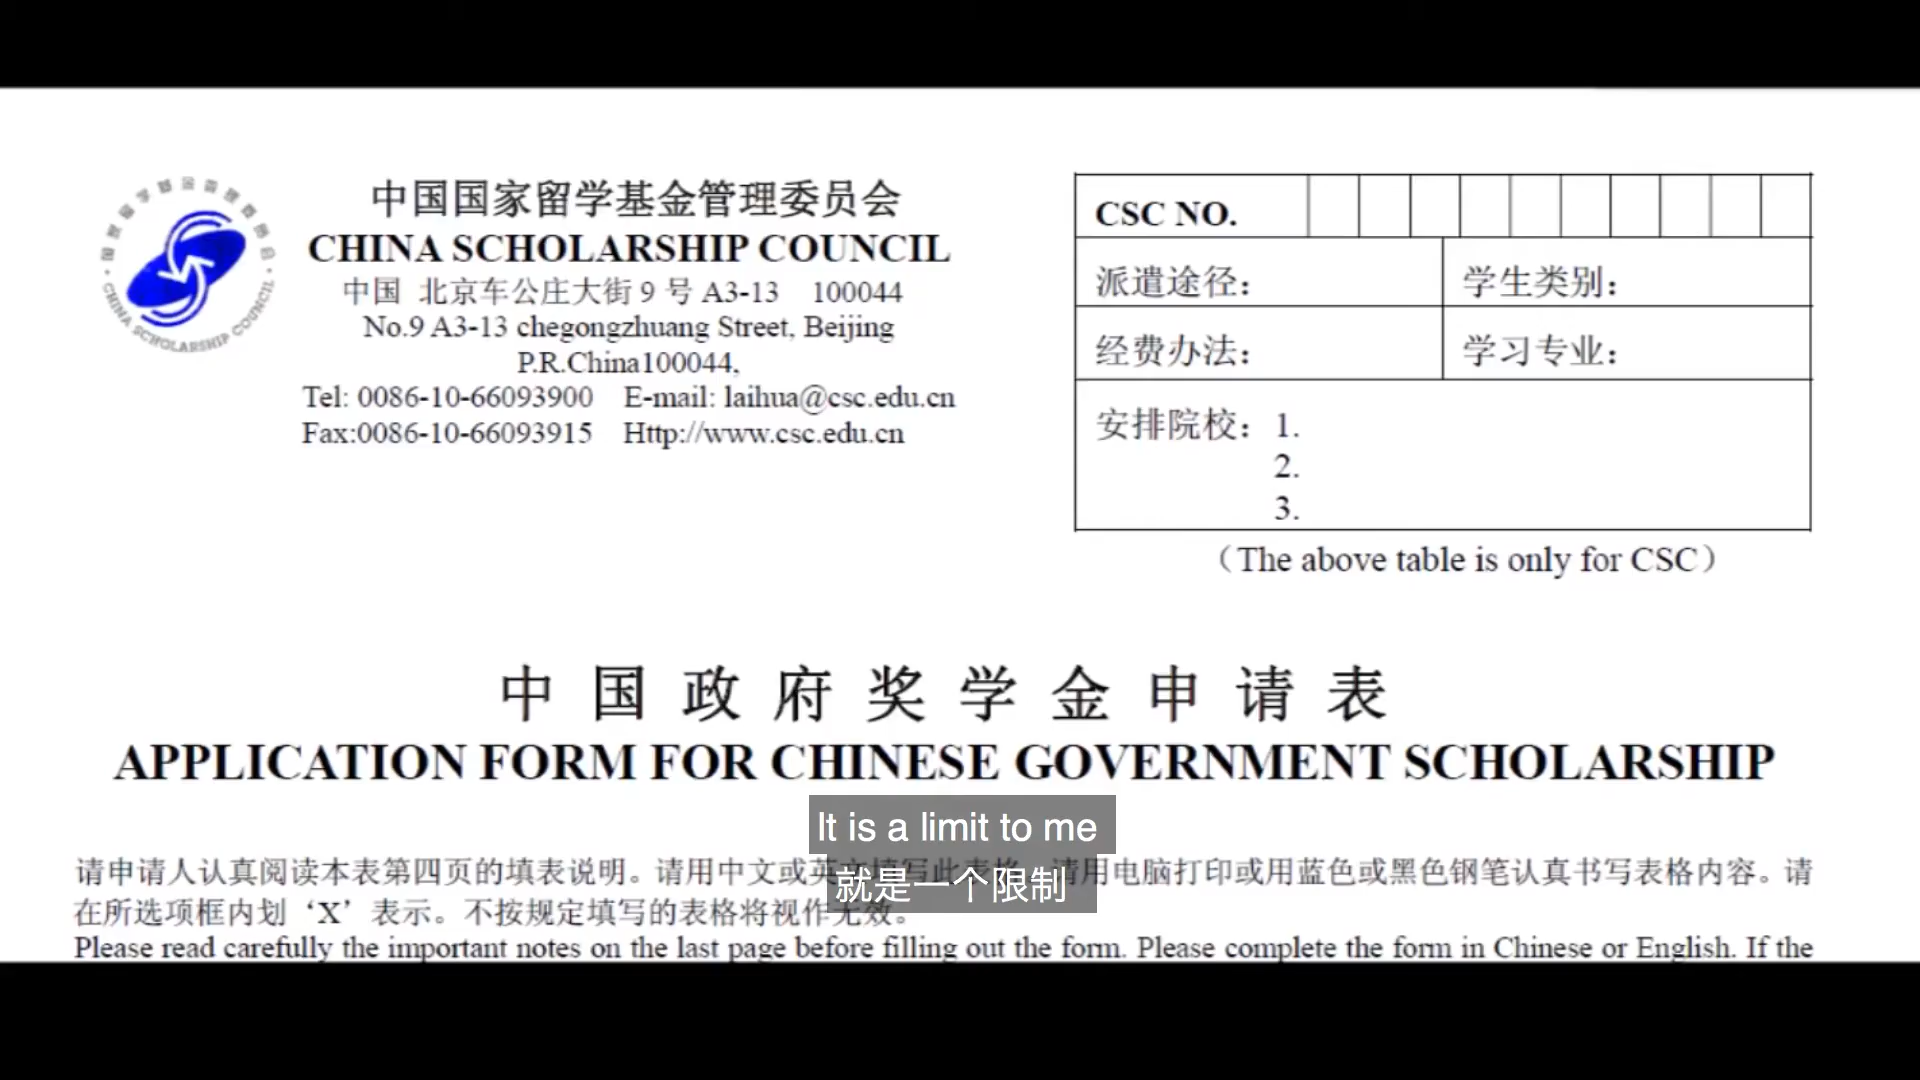 中国国家留学基金管理委员会
CHINA SCHOLARSHIP COUNCIL
中国 北京车公庄大街 9 号 A3-13 100044
No.9 A3-13 chegongzhuang Street, Beijing
P.R.China100044,
Tel: 0086-10-66093900 E-mail: laihua@csc.edu.cn
Fax:0086-10-66093915 Http://www.csc.edu.cn
CHINA SCHOLARSHIP COUNCIL
CSC NO.
派遣途径： 学生类别：
经费办法： 学习专业：
安排院校： 1.
2.
3.
（The above table is only for CSC）
中国政府奖学金申请表
APPLICATION FORM FOR CHINESE GOVERNMENT SCHOLARSHIP
It is a limit to me
就是一个限制
请申请人认真阅读本表第四页的填表说明。请用中文或英文填写此表格。请用电脑打印或用蓝色或黑色钢笔认真书写表格内容。请
在所选项框内划‘X’表示。不按规定填写的表格将视作无效。
Please read carefully the important notes on the last page before filling out the form. Please complete the form in Chinese or English. If the